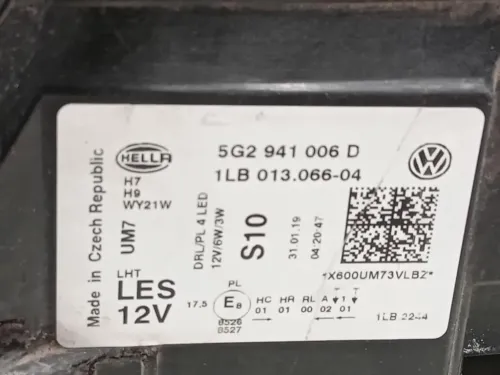 Made in Czech Republic
HELLA
5G2 941 006 D
1LB 013.066-04
H7
H9
WY21W
UM7
DRL/PL 4 LED
12V/6W/3W
S10
31.01.19
04:20:47
*X600UM73VLBZ*
LHT
LES
12V
PL
17.5
E8
HC HR RL A 1
01 01 00 02 01
8526
8527
1LB 2244